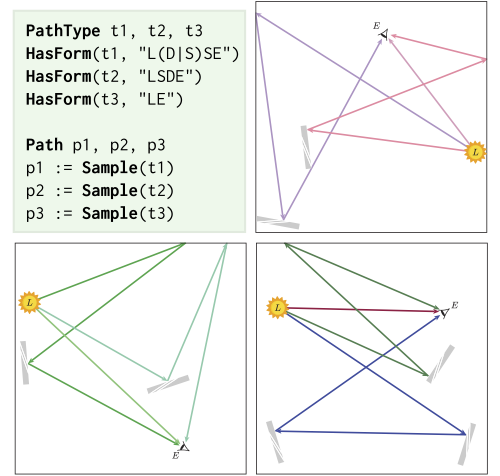 PathType t1, t2, t3
HasForm(t1, "L(D|S)SE")
HasForm(t2, "LSDE")
HasForm(t3, "LE")
Path p1, p2, p3
p1 := Sample(t1)
p2 := Sample(t2)
p3 := Sample(t3)
E
L
L
E
L
E